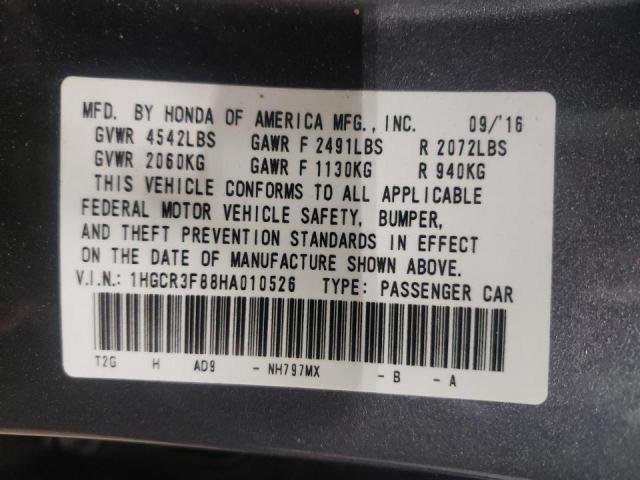 MFD. BY HONDA OF AMERICA MFG., INC. 09/'16
GVWR 4542LBS GAWR F 2491LBS R 2072LBS
GVWR 2060KG GAWR F 1130KG R 940KG
THIS VEHICLE CONFORMS TO ALL APPLICABLE
FEDERAL MOTOR VEHICLE SAFETY, BUMPER,
AND THEFT PREVENTION STANDARDS IN EFFECT
ON THE DATE OF MANUFACTURE SHOWN ABOVE.
V.I.N.: 1HGCR3F88HA010526 TYPE: PASSENGER CAR
T2G H AD9 - NH797MX - B - A